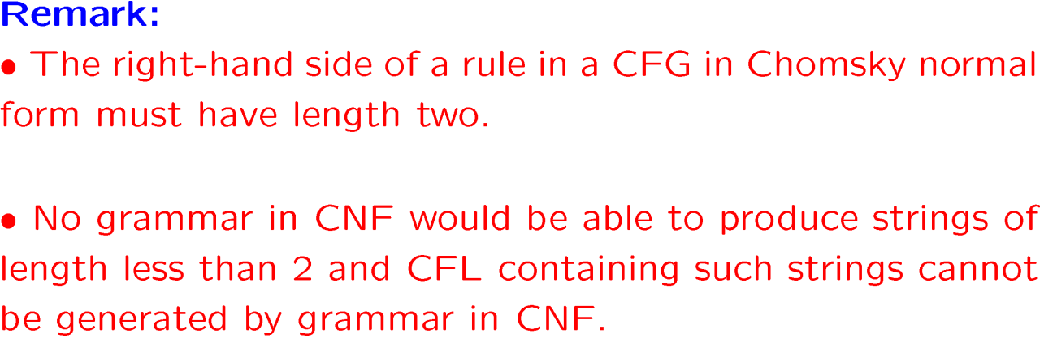 Remark:
• The right-hand side of a rule in a CFG in Chomsky normal
form must have length two.
• No grammar in CNF would be able to produce strings of
length less than 2 and CFL containing such strings cannot
be generated by grammar in CNF.